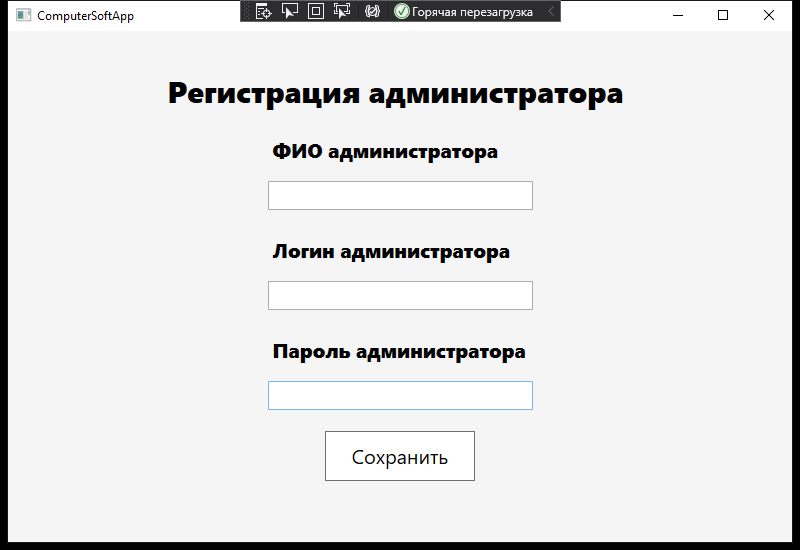 ComputerSoftApp
Горячая перезагрузка
Регистрация администратора
ФИО администратора
Логин администратора
Пароль администратора
Сохранить